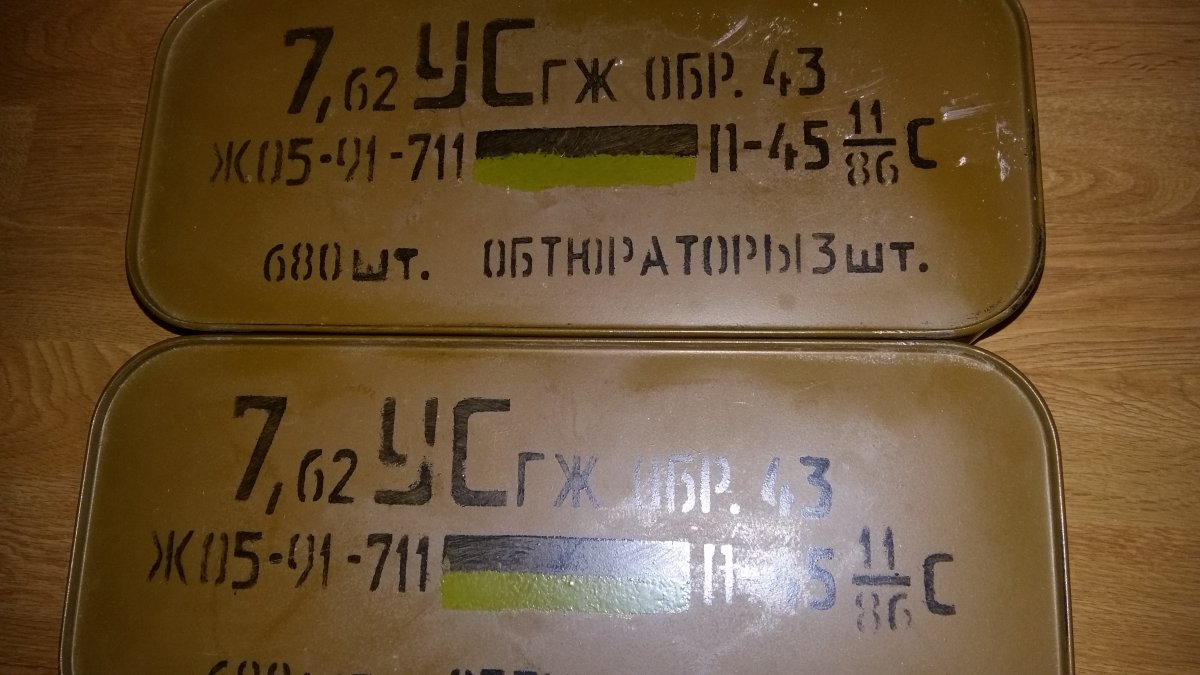 7,62 УС гж ОБР. 43
Ж05-91-711 П-45 11/86 С
680 шт. ОБТЮРАТОРЫ 3 шт.
7,62 УС гж ОБР. 43
Ж05-91-711 П-45 11/86 С